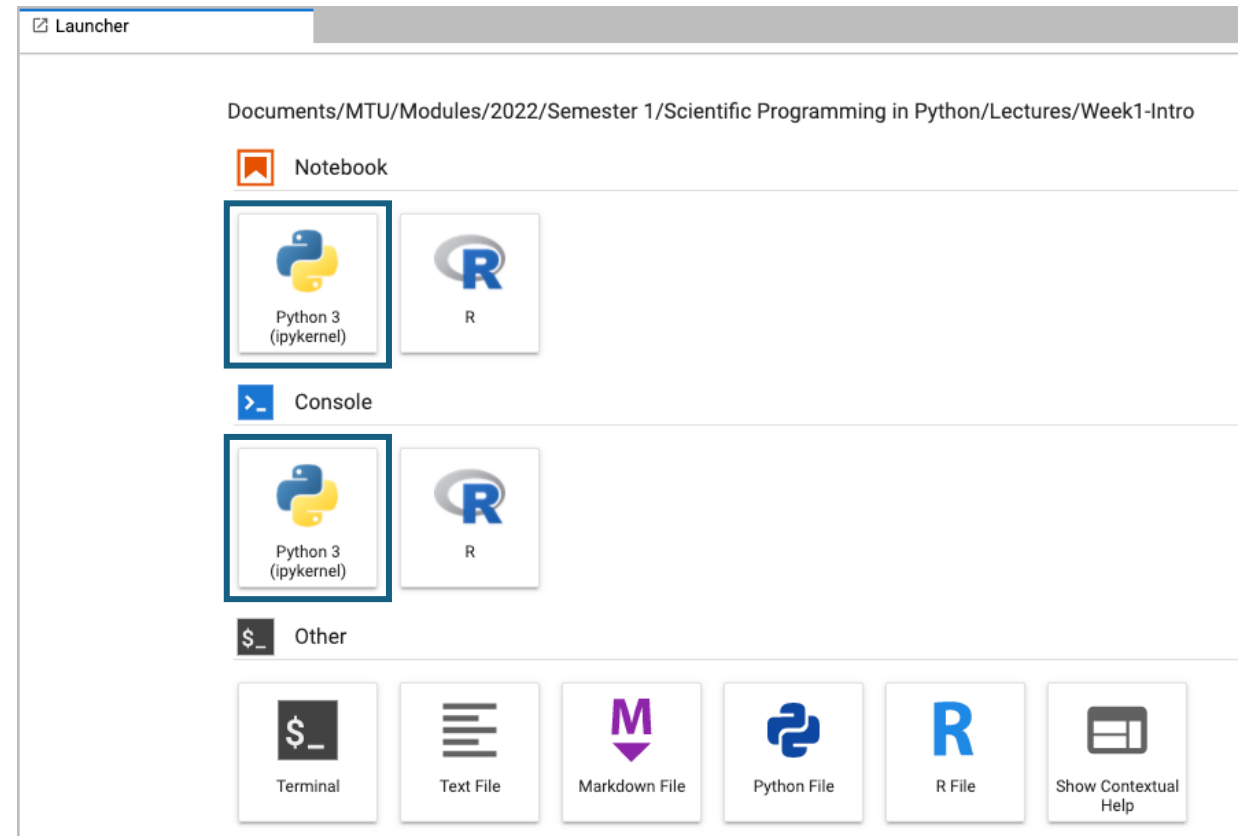 Launcher
Documents/MTU/Modules/2022/Semester 1/Scientific Programming in Python/Lectures/Week1-Intro
Notebook
Python 3
(ipykernel)
R
R
Console
Python 3
(ipykernel)
R
R
$_ Other
$_
Terminal
Text File
M
Markdown File
Python File
R
R File
Show Contextual
Help